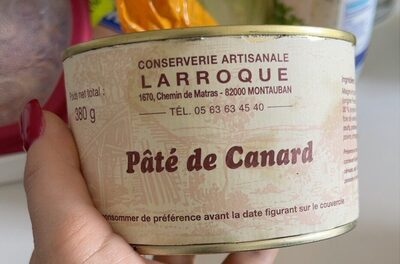 Poids net total :
380 g
CONSERVERIE ARTISANALE
LARROQUE
1670, Chemin de Matras - 82000 MONTAUBAN
TÉL. 05 63 63 45 40
Pâté de Canard
consommer de préférence avant la date figurant sur le couvercle